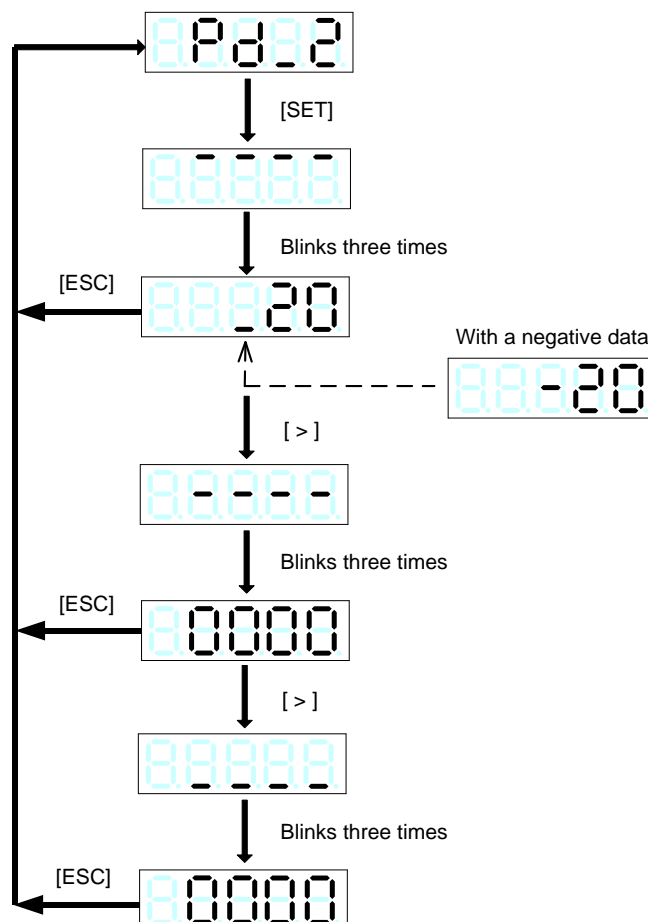 Pd_2
[SET]
- - - -
Blinks three times
[ESC]
_20
With a negative data
-20
[ > ]
- - - -
Blinks three times
[ESC]
0000
[ > ]
_ _ _ _
Blinks three times
[ESC]
0000